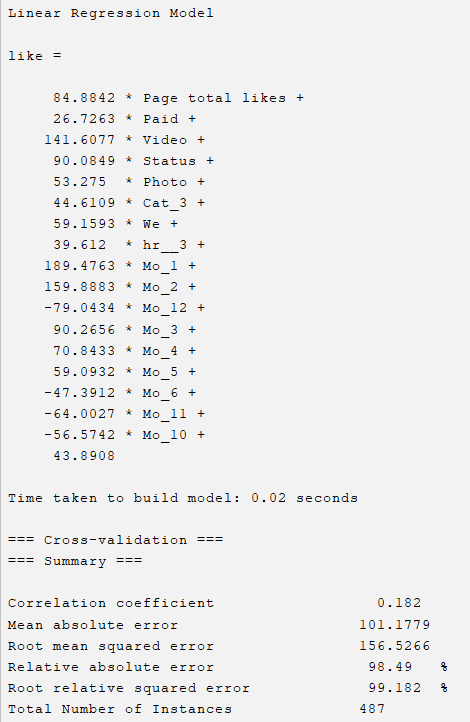 Linear Regression Model
like =
84.8842 * Page total likes +
26.7263 * Paid +
141.6077 * Video +
90.0849 * Status +
53.275 * Photo +
44.6109 * Cat_3 +
59.1593 * We +
39.612 * hr__3 +
189.4763 * Mo_1 +
159.8883 * Mo_2 +
-79.0434 * Mo_12 +
90.2656 * Mo_3 +
70.8433 * Mo_4 +
59.0932 * Mo_5 +
-47.3912 * Mo_6 +
-64.0027 * Mo_11 +
-56.5742 * Mo_10 +
43.8908
Time taken to build model: 0.02 seconds
=== Cross-validation ===
=== Summary ===
Correlation coefficient 0.182
Mean absolute error 101.1779
Root mean squared error 156.5266
Relative absolute error 98.49 %
Root relative squared error 99.182 %
Total Number of Instances 487